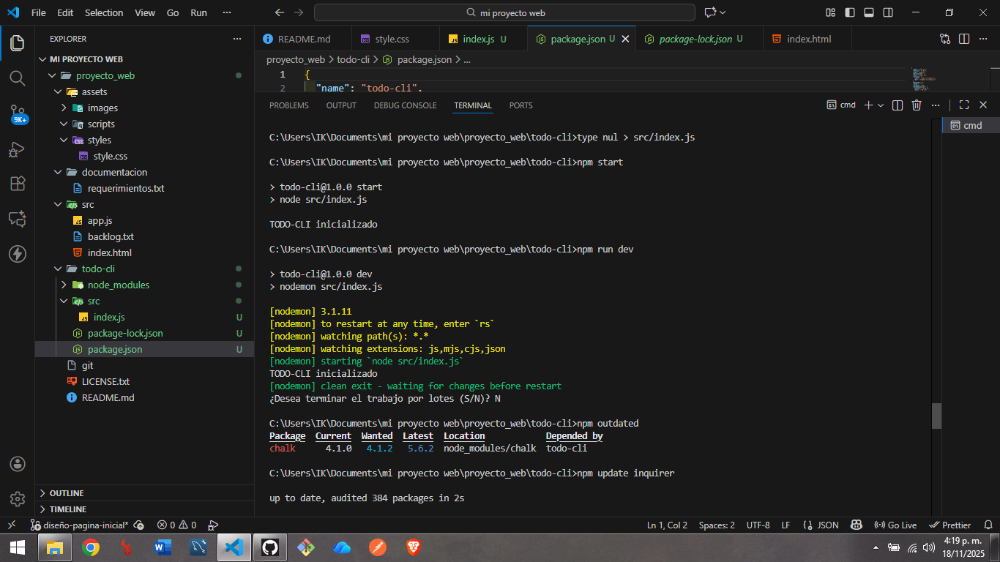 File Edit Selection View Go Run ··· mi proyecto web
EXPLORER ···
MI PROYECTO WEB
proyecto_web
assets
images
scripts
styles
style.css
documentacion
requerimientos.txt
src
app.js
backlog.txt
index.html
todo-cli
node_modules
src
index.js U
package-lock.json U
package.json U
git
LICENSE.txt
README.md
OUTLINE
TIMELINE
9K+
README.md style.css index.js U package.json U package-lock.json U index.html ···
proyecto_web > todo-cli > package.json > ...
1 {
2 "name": "todo-cli",
PROBLEMS OUTPUT DEBUG CONSOLE TERMINAL PORTS cmd ···
cmd
C:\Users\IK\Documents\mi proyecto web\proyecto_web\todo-cli>type nul > src/index.js
C:\Users\IK\Documents\mi proyecto web\proyecto_web\todo-cli>npm start
> todo-cli@1.0.0 start
> node src/index.js
TODO-CLI inicializado
C:\Users\IK\Documents\mi proyecto web\proyecto_web\todo-cli>npm run dev
> todo-cli@1.0.0 dev
> nodemon src/index.js
[nodemon] 3.1.11
[nodemon] to restart at any time, enter `rs`
[nodemon] watching path(s): *.*
[nodemon] watching extensions: js,mjs,cjs,json
[nodemon] starting `node src/index.js`
TODO-CLI inicializado
[nodemon] clean exit - waiting for changes before restart
¿Desea terminar el trabajo por lotes (S/N)? N
C:\Users\IK\Documents\mi proyecto web\proyecto_web\todo-cli>npm outdated
Package Current Wanted Latest Location Depended by
chalk 4.1.0 4.1.2 5.6.2 node_modules/chalk todo-cli
C:\Users\IK\Documents\mi proyecto web\proyecto_web\todo-cli>npm update inquirer
up to date, audited 384 packages in 2s
diseño-pagina-inicial* 0 0 Ln 1, Col 2 Spaces: 2 UTF-8 LF {} JSON Go Live Prettier
4:19 p. m.
18/11/2025